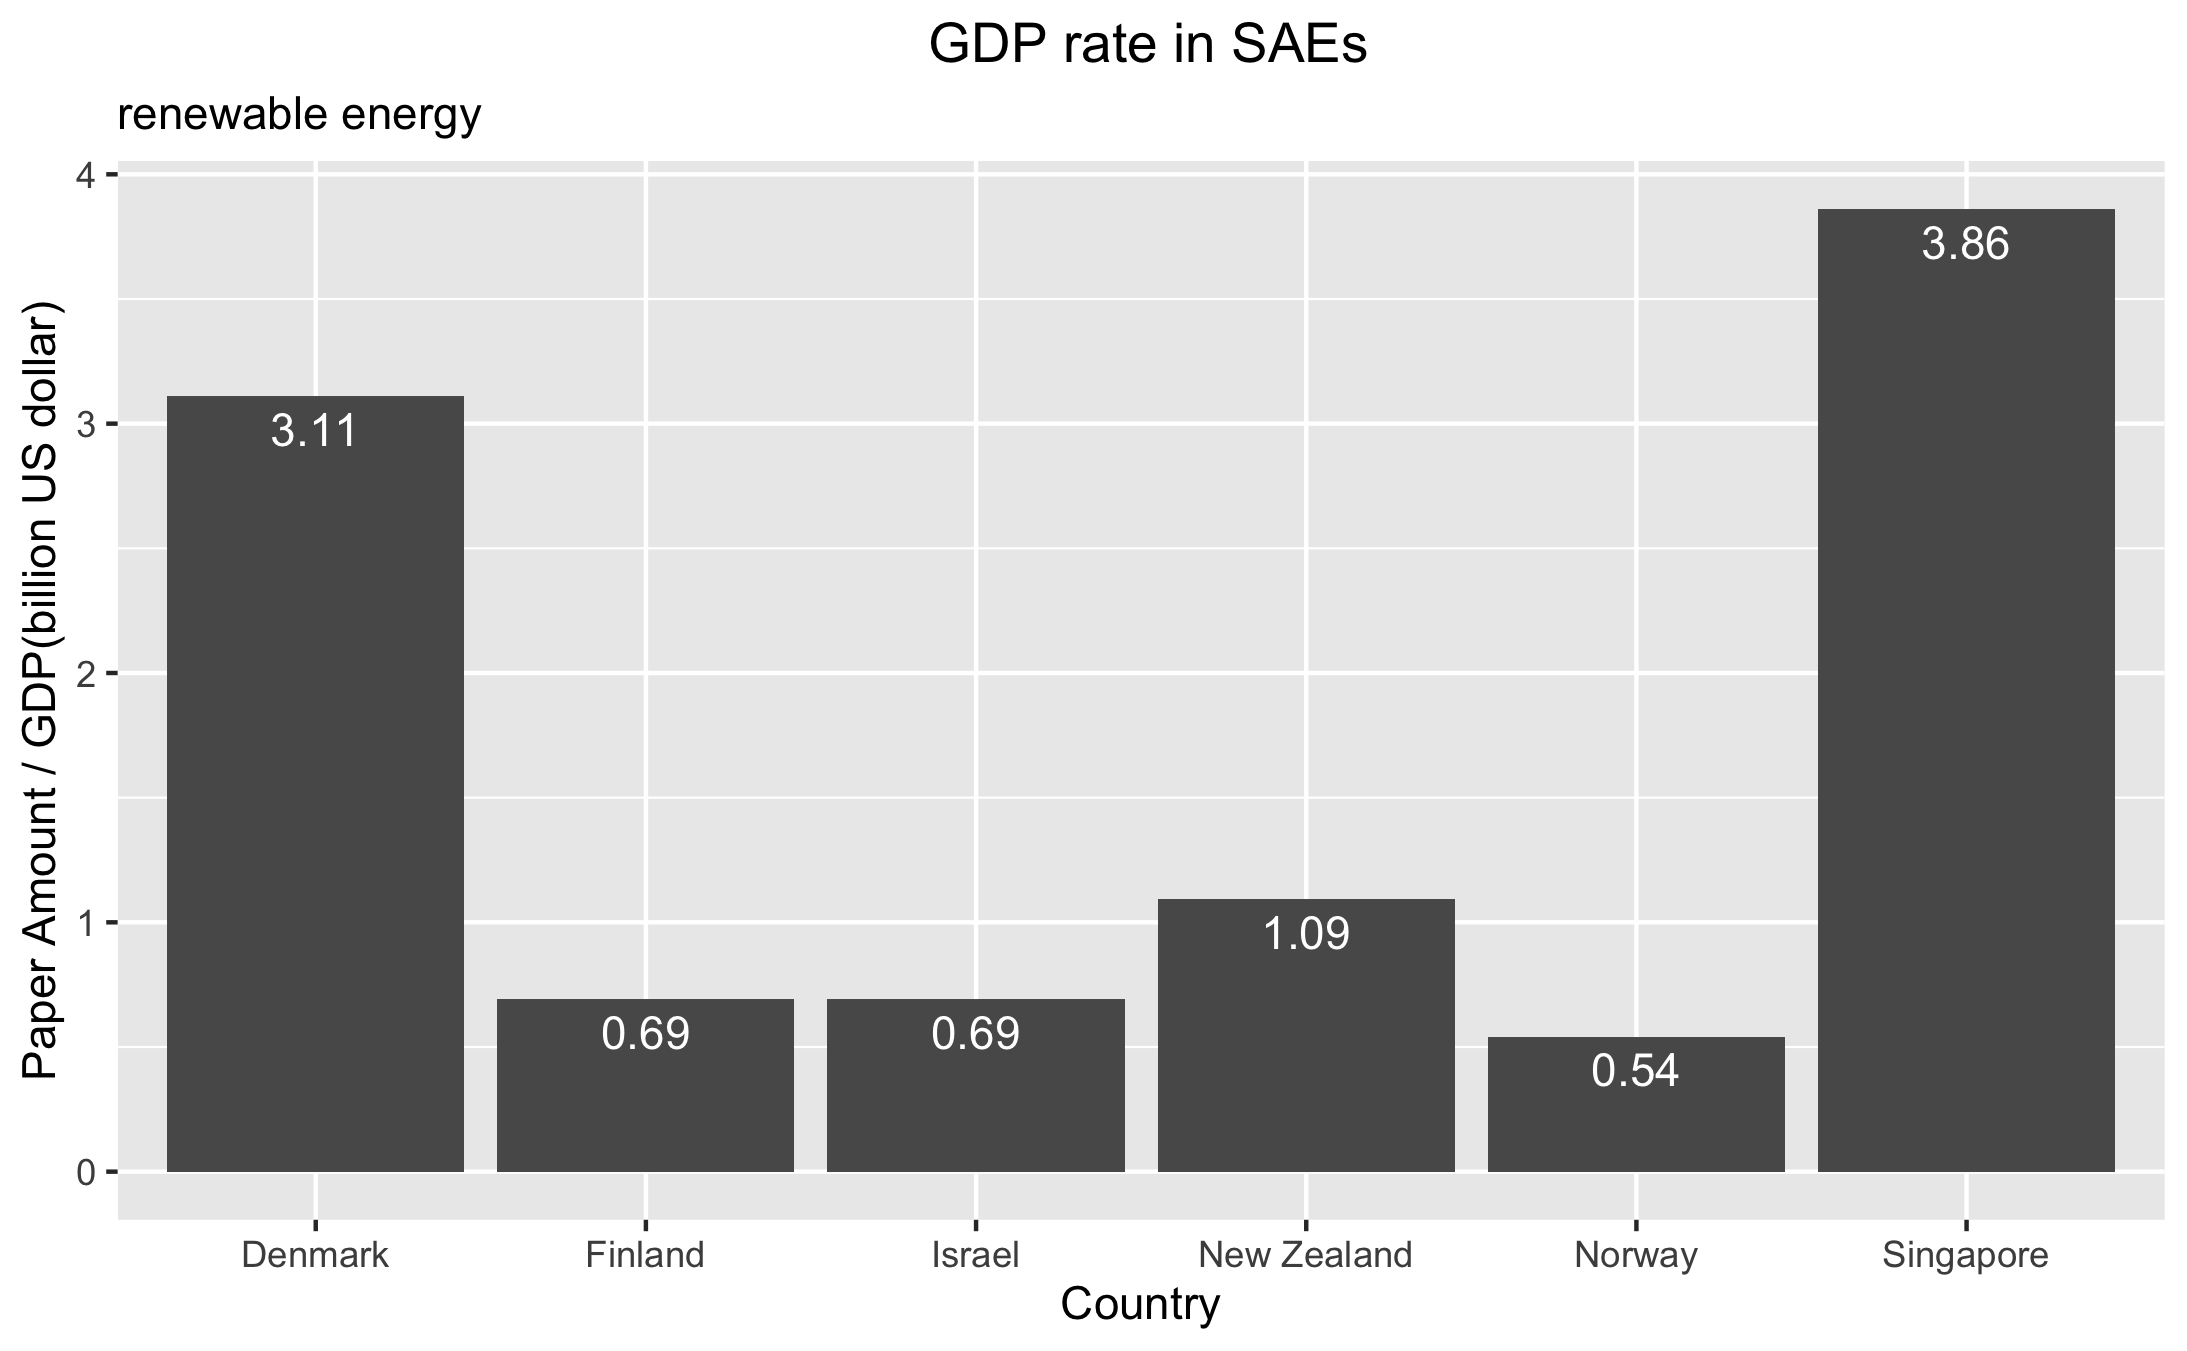 GDP rate in SAEs
renewable energy
Paper Amount / GDP(billion US dollar)
4
3
2
1
0
3.11
0.69
0.69
1.09
0.54
3.86
Denmark
Finland
Israel
New Zealand
Norway
Singapore
Country